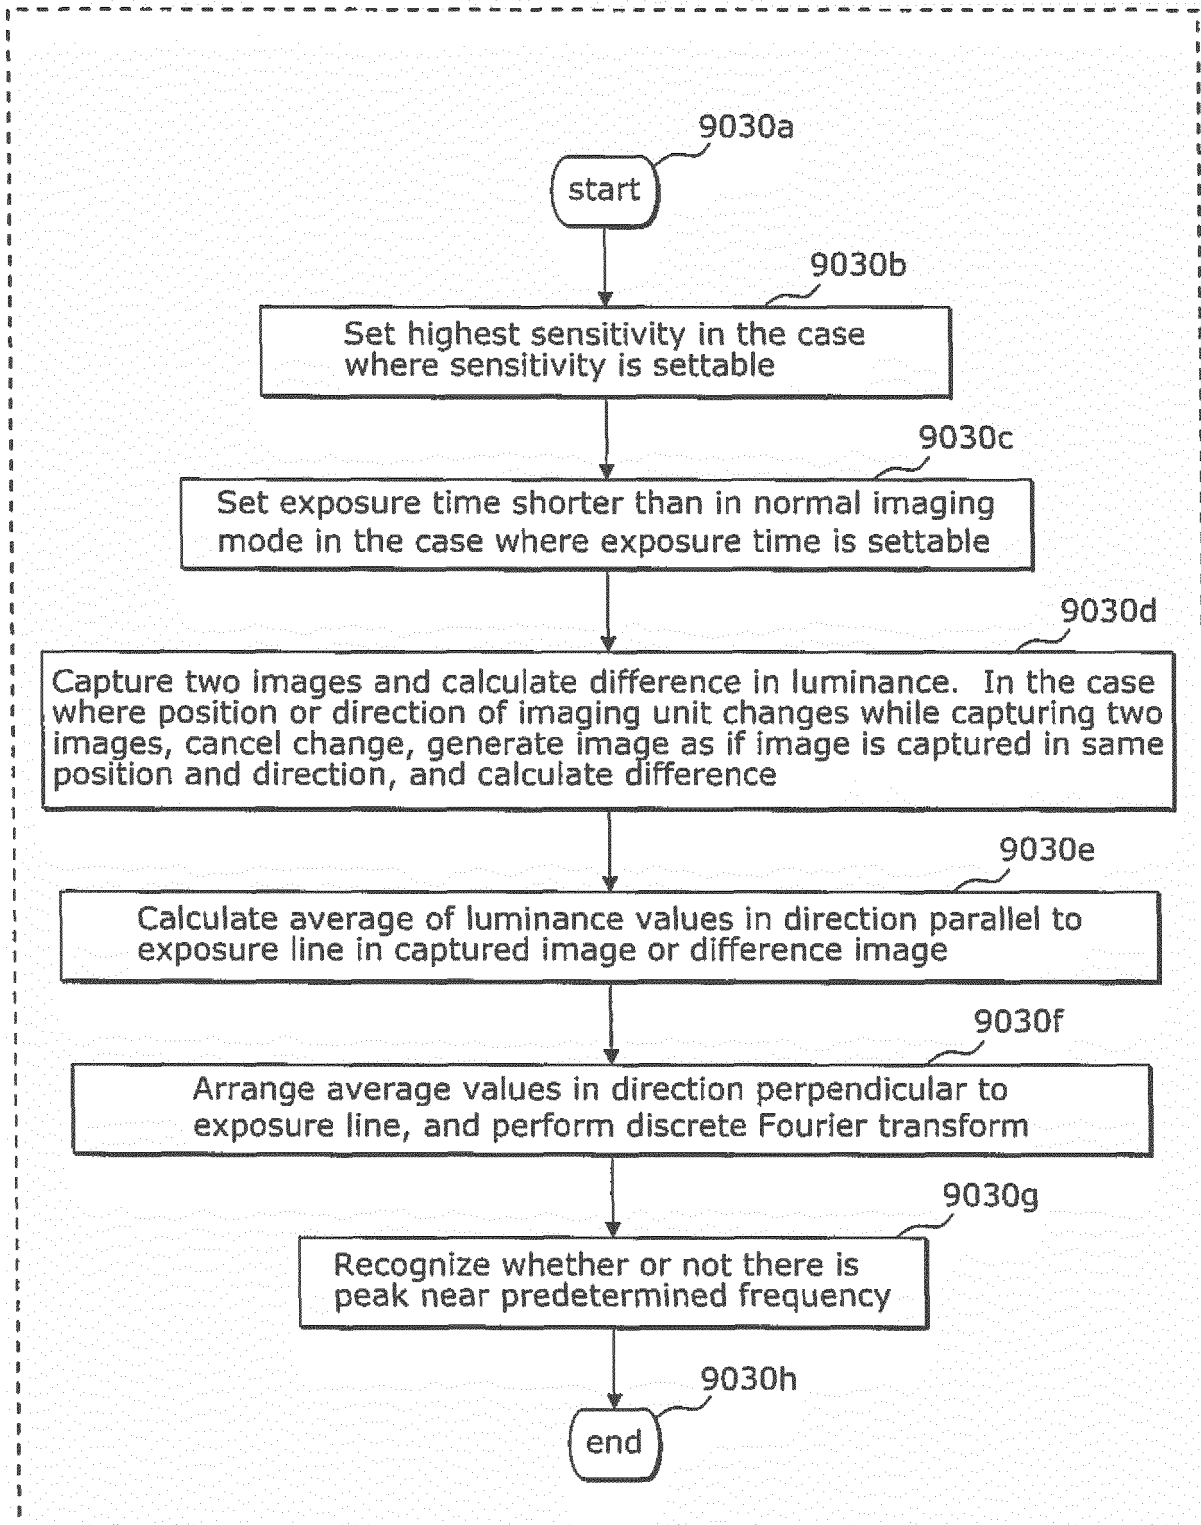 9030a
start
9030b
Set highest sensitivity in the case
where sensitivity is settable
9030c
Set exposure time shorter than in normal imaging
mode in the case where exposure time is settable
9030d
Capture two images and calculate difference in luminance.  In the case
where position or direction of imaging unit changes while capturing two
images, cancel change, generate image as if image is captured in same
position and direction, and calculate difference
9030e
Calculate average of luminance values in direction parallel to
exposure line in captured image or difference image
9030f
Arrange average values in direction perpendicular to
exposure line, and perform discrete Fourier transform
9030g
Recognize whether or not there is
peak near predetermined frequency
9030h
end